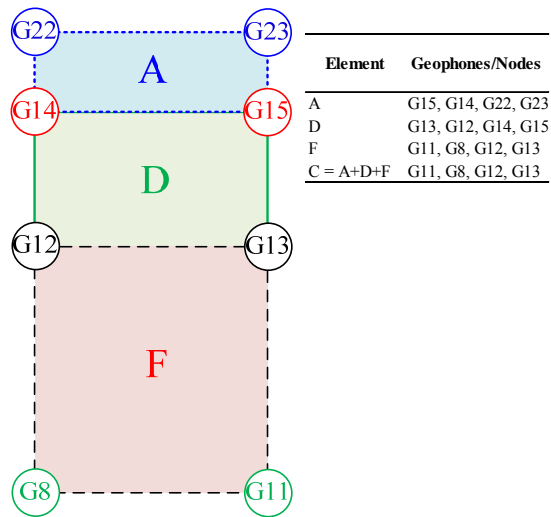 G22 G23
A
G14 G15
D
G12 G13
F
G8 G11
Element Geophones/Nodes
A G15, G14, G22, G23
D G13, G12, G14, G15
F G11, G8, G12, G13
C = A+D+F G11, G8, G12, G13